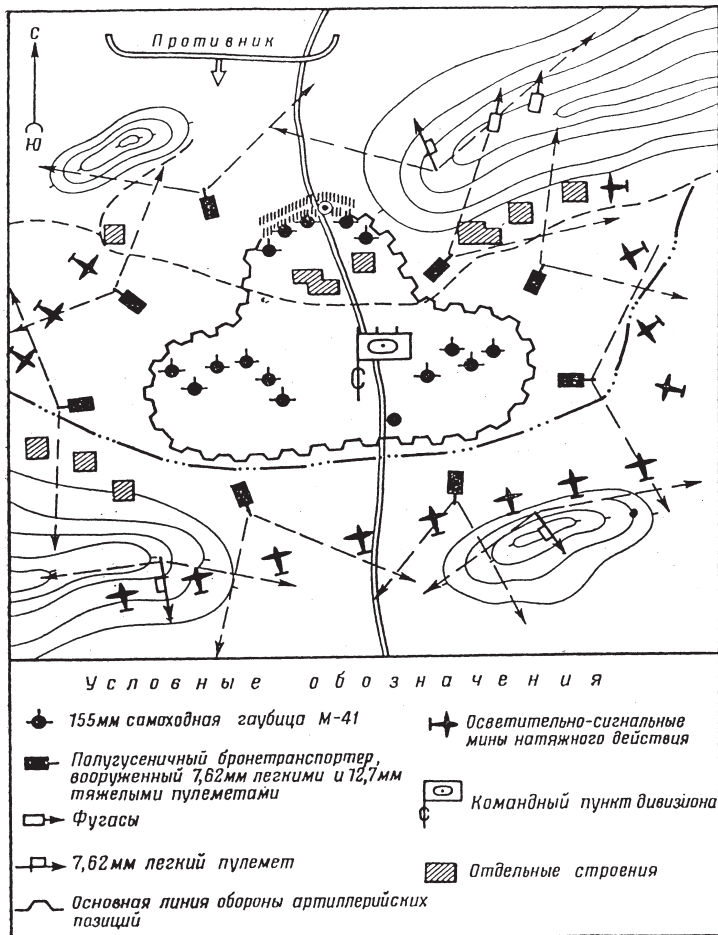 С
Противник
Ю
Условные обозначения
155мм самоходная гаубица М-41
Полугусеничный бронетранспортер,
вооруженный 7,62мм легкими и 12,7мм
тяжелыми пулеметами
Фугасы
7,62мм легкий пулемет
Основная линия обороны артиллерийских
позиций
Осветительно-сигнальные
мины натяжного действия
Командный пункт дивизиона
Отдельные строения